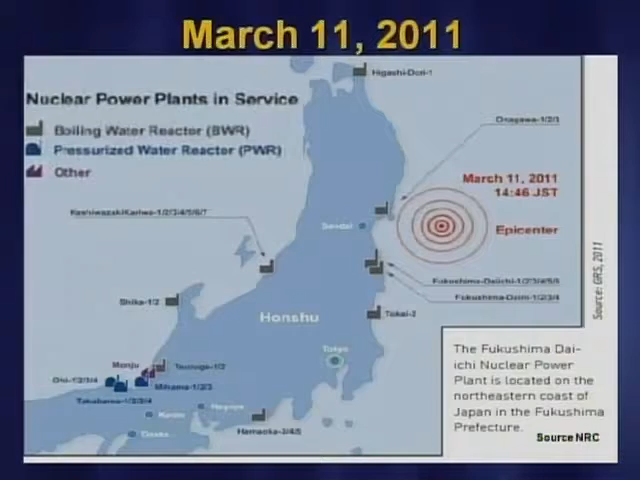 March 11, 2011
Higashi-Dori-1
Nuclear Power Plants in Service
Boiling Water Reactor (BWR)
Pressurized Water Reactor (PWR)
Other
Onagawa-1/2/3
March 11, 2011
14:46 JST
Epicenter
Kashiwazaki/Kariwa-1/2/3/4/5/6/7
Sendai
Fukushima-Daiichi-1/2/3/4/5/6
Fukushima-Daini-1/2/3/4
Source: GRS, 2011
Shika-1/2
Honshu
Tokai-2
Tokyo
Monju
Tsuruga-1/2
Ohi-1/2/3/4
Mihama-1/2/3
Takahama-1/2/3/4
Nagoya
Kyoto
Osaka
Hamaoka-3/4/5
The Fukushima Dai-
ichi Nuclear Power
Plant is located on the
northeastern coast of
Japan in the Fukushima
Prefecture.
Source NRC